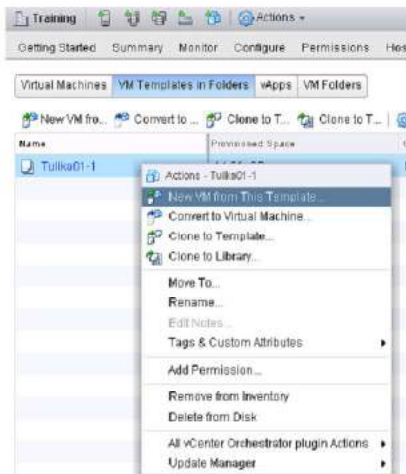 Training Actions
Getting Started Summary Monitor Configure Permissions Hos
Virtual Machines VM Templates in Folders vApps VM Folders
New VM fro... Convert to ... Clone to T... Clone to T...
Name Provisioned Space
Tulika01-1
Actions - Tulika01-1
New VM from This Template...
Convert to Virtual Machine...
Clone to Template...
Clone to Library...
Move To...
Rename...
Edit Notes...
Tags & Custom Attributes
Add Permission...
Remove from Inventory
Delete from Disk
All vCenter Orchestrator plugin Actions
Update Manager